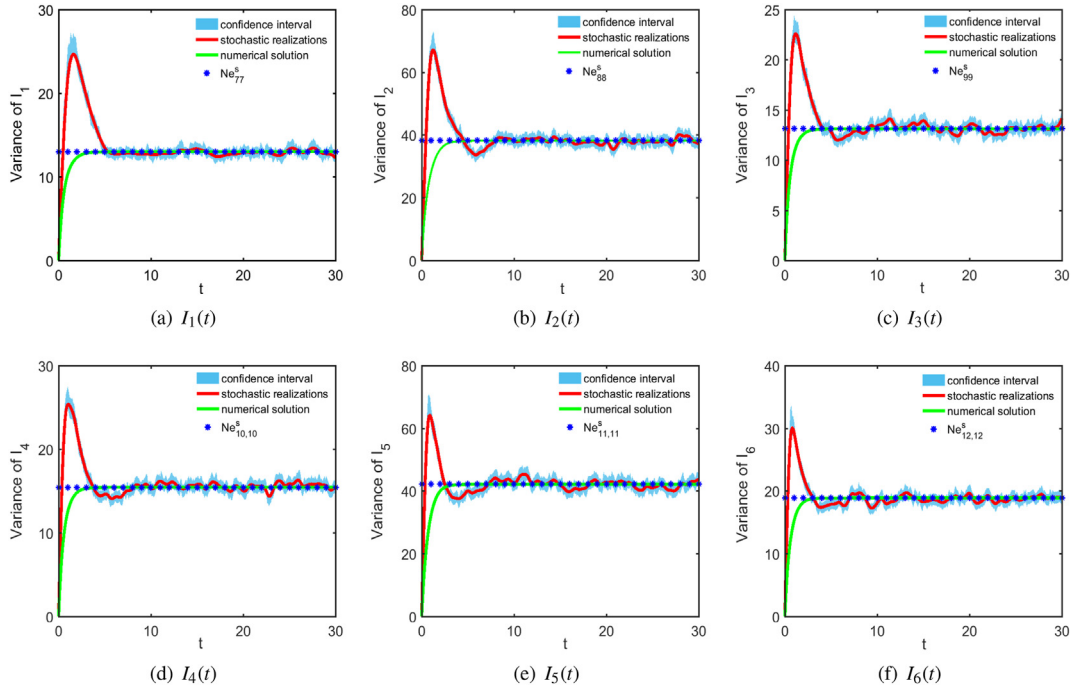 confidence interval
stochastic realizations
numerical solution
Ne^s_77
Variance of I_1
30
20
10
0
0 10 20 30
t
(a) I_1(t)
confidence interval
stochastic realizations
numerical solution
Ne^s_88
Variance of I_2
80
60
40
20
0
0 10 20 30
t
(b) I_2(t)
confidence interval
stochastic realizations
numerical solution
Ne^s_99
Variance of I_3
25
20
15
10
5
0
0 10 20 30
t
(c) I_3(t)
confidence interval
stochastic realizations
numerical solution
Ne^s_10,10
Variance of I_4
30
20
10
0
0 10 20 30
t
(d) I_4(t)
confidence interval
stochastic realizations
numerical solution
Ne^s_11,11
Variance of I_5
80
60
40
20
0
0 10 20 30
t
(e) I_5(t)
confidence interval
stochastic realizations
numerical solution
Ne^s_12,12
Variance of I_6
40
30
20
10
0
0 10 20 30
t
(f) I_6(t)